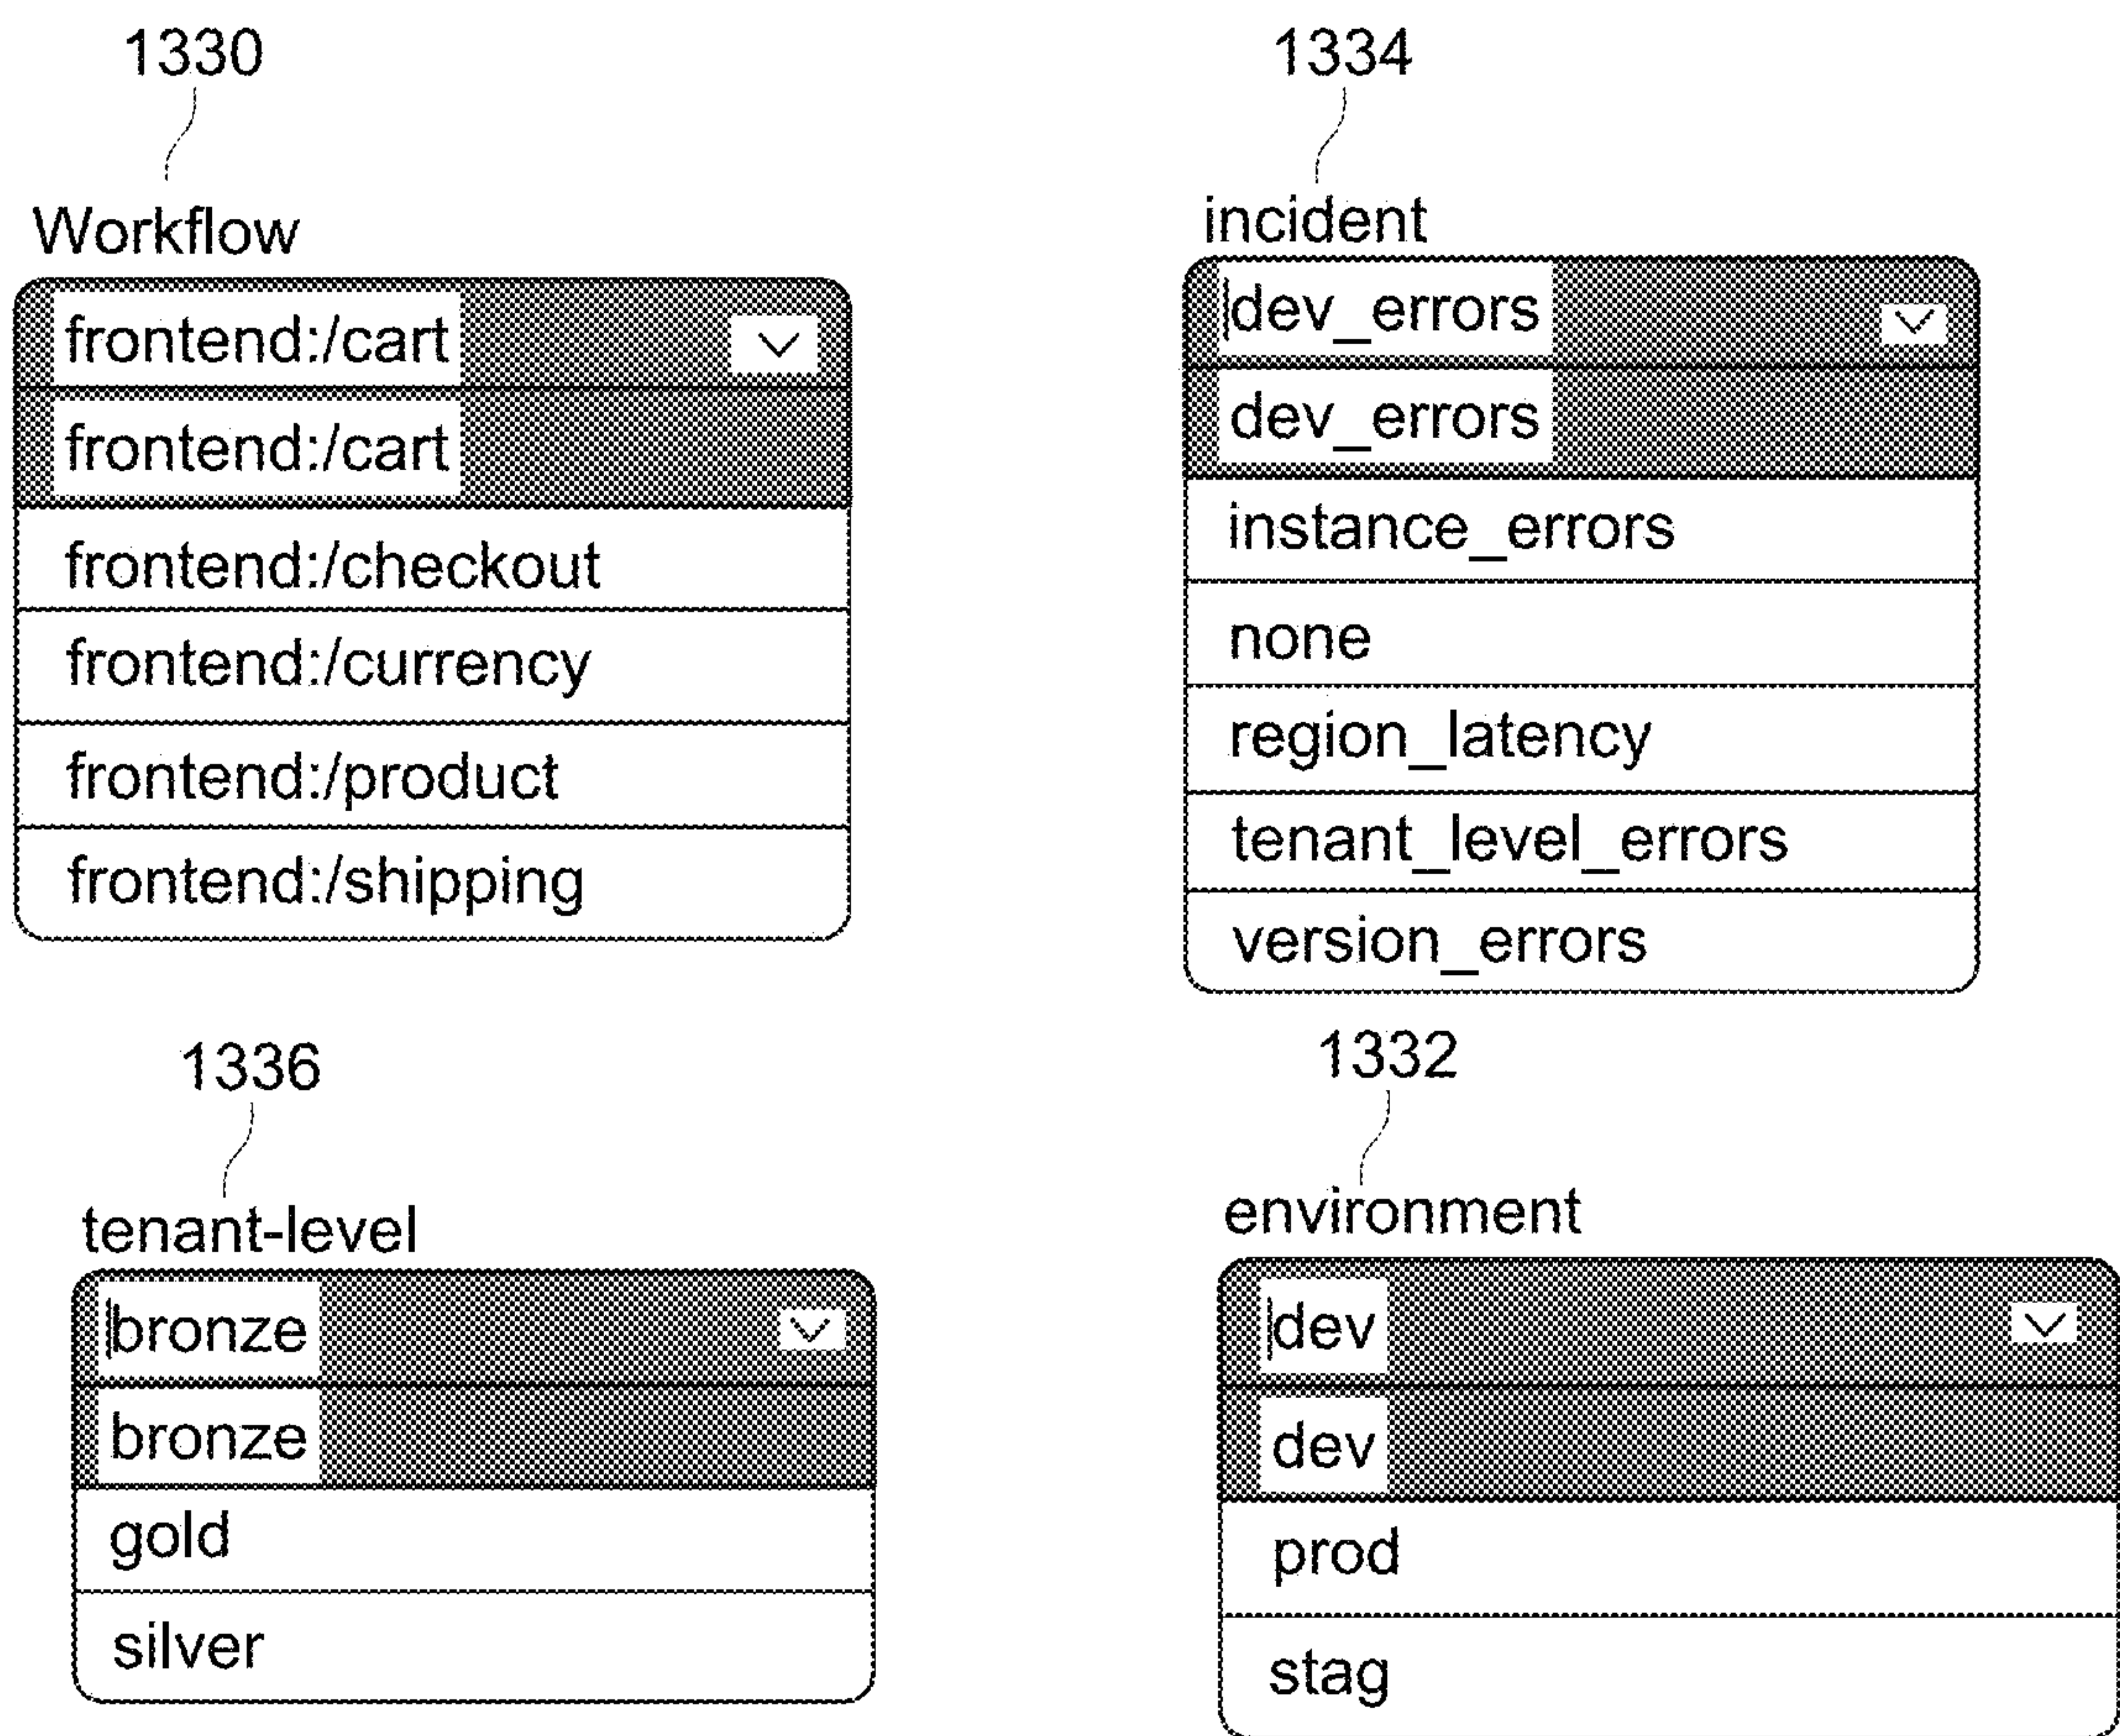 1330
Workflow
frontend:/cart
frontend:/cart
frontend:/checkout
frontend:/currency
frontend:/product
frontend:/shipping
1334
incident
dev_errors
dev_errors
instance_errors
none
region_latency
tenant_level_errors
version_errors
1336
tenant-level
bronze
bronze
gold
silver
1332
environment
dev
dev
prod
stag